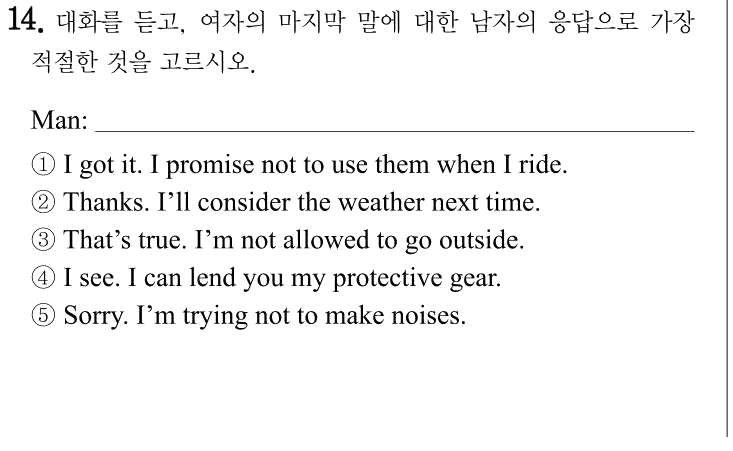 14. 대화를 듣고, 여자의 마지막 말에 대한 남자의 응답으로 가장
적절한 것을 고르시오.
Man: ____________________
① I got it. I promise not to use them when I ride.
② Thanks. I’ll consider the weather next time.
③ That’s true. I’m not allowed to go outside.
④ I see. I can lend you my protective gear.
⑤ Sorry. I’m trying not to make noises.